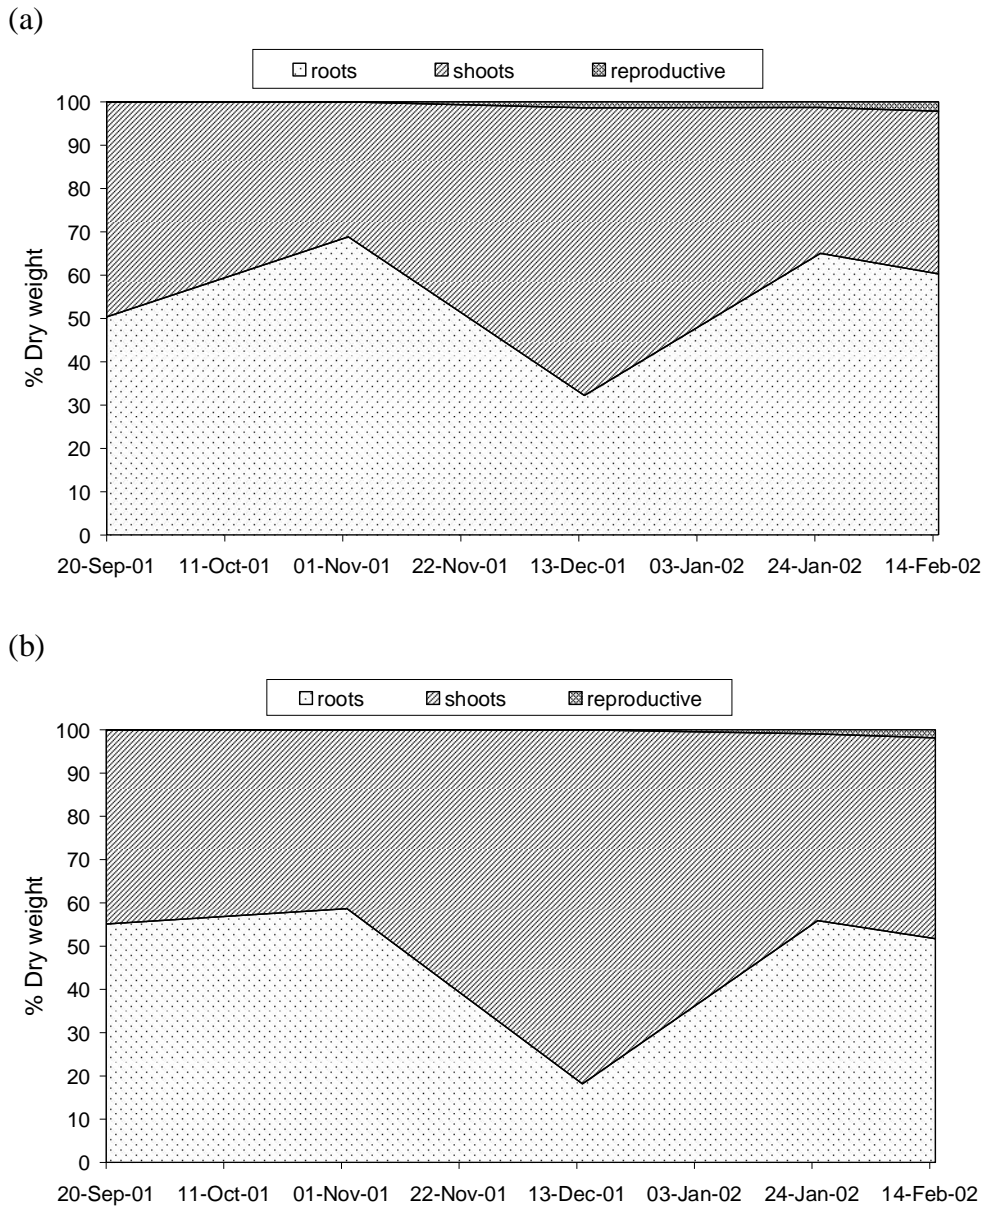 (a)
roots shoots reproductive
100
90
80
70
60
50
40
30
20
10
0
% Dry weight
20-Sep-01 11-Oct-01 01-Nov-01 22-Nov-01 13-Dec-01 03-Jan-02 24-Jan-02 14-Feb-02
(b)
roots shoots reproductive
100
90
80
70
60
50
40
30
20
10
0
% Dry weight
20-Sep-01 11-Oct-01 01-Nov-01 22-Nov-01 13-Dec-01 03-Jan-02 24-Jan-02 14-Feb-02